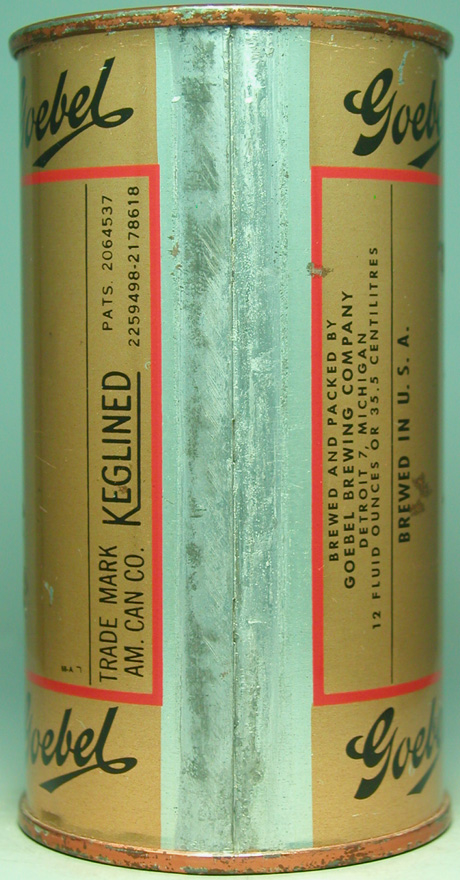 Goebel
TRADE MARK
AM. CAN CO.
KEGLINED
PATS. 2064537
2259498-2178618
Goebel
Goebel
BREWED AND PACKED BY
GOEBEL BREWING COMPANY
DETROIT 7, MICHIGAN
12 FLUID OUNCES OR 35.5 CENTILITRES
BREWED IN U.S.A.
Goebel